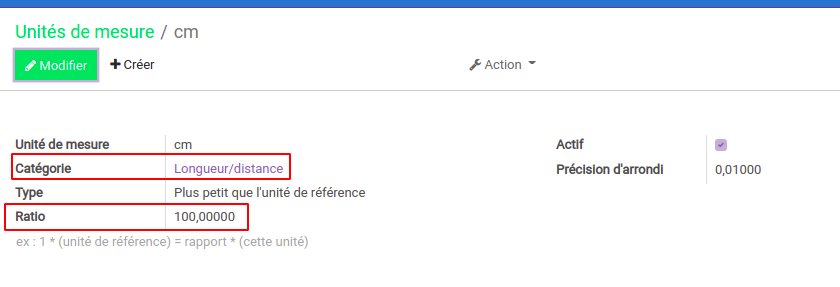 Unités de mesure / cm
Modifier
Créer
Action
Unité de mesure cm Actif
Catégorie Longueur/distance Précision d'arrondi 0,01000
Type Plus petit que l'unité de référence
Ratio 100,00000
ex : 1 * (unité de référence) = rapport * (cette unité)